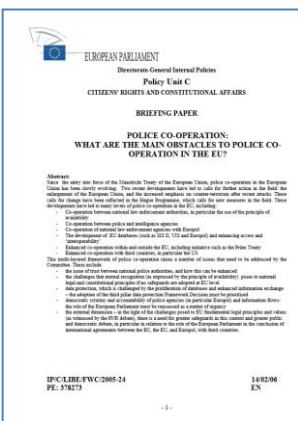 EUROPEAN PARLIAMENT
Directorate-General Internal Policies
Policy Unit C
CITIZENS' RIGHTS AND CONSTITUTIONAL AFFAIRS
BRIEFING PAPER
POLICE CO-OPERATION:
WHAT ARE THE MAIN OBSTACLES TO POLICE CO-
OPERATION IN THE EU?
Abstract:
Since the entry into force of the Maastricht Treaty of the European Union, police co-operation in the European
Union has been slowly evolving. Two recent developments have led to calls for further action in the field: the
enlargement of the European Union, and the increased emphasis on counter-terrorism after recent attacks. These
calls for change have been reflected in the Hague Programme, which calls for new measures in the field. These
developments have led to many levels of police co-operation in the EU, including:
- Co-operation between national law enforcement authorities, in particular the use of the principle of
availability
- Co-operation between police and intelligence agencies
- Co-operation of national law enforcement agencies with Europol
- The development of EU databases (such as SIS II, VIS and Europol) and enhancing access and
'interoperability'
- Enhanced co-operation within and outside the EU, including initiative such as the Prüm Treaty
- Enhanced co-operation with third countries, in particular the US
This multi-layered framework of police co-operation raises a number of issues that need to be addressed by the
Committee. These include:
- the issue of trust between national police authorities, and how this can be enhanced
- the challenges that mutual recognition (as expressed by the principle of availability) poses to national
legal and constitutional principles if no safeguards are adopted at EU level
- data protection, which is challenged by the proliferation of databases and enhanced information exchange
– the adoption of the third pillar data protection Framework Decision must be prioritised
- democratic scrutiny and accountability of police agencies (in particular Europol) and information flows-
the role of the European Parliament must be reassessed as a matter of urgency
- the external dimension – in the light of the challenges posed to EU fundamental legal principles and values
(as witnessed by the PNR debate), there is a need for greater safeguards in this context and greater public
and democratic debate, in particular in relation to the role of the European Parliament in the conclusion of
international agreements between the EC, the EU, and Europol, with third countries.
IP/C/LIBE/FWC/2005-24 14/02/06
PE: 378273 EN
- 1 -